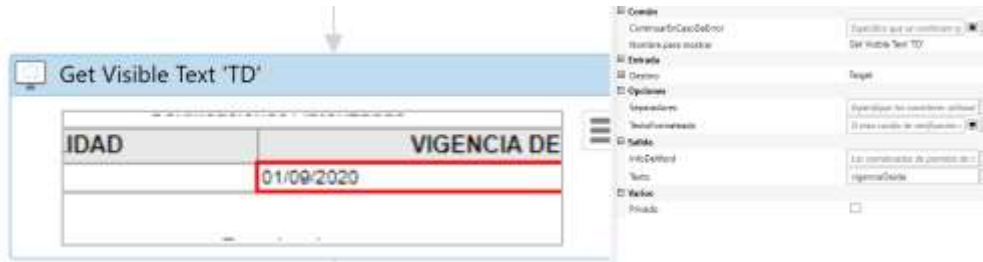 Get Visible Text 'TD'
IDAD
VIGENCIA DE
01/09/2020
Común
ContinuarEnCasoDeError
Nombre para mostrar
Get Visible Text 'TD'
Entrada
Destino
Target
Opciones
Separadores
TextoFormateado
Salida
InfoDeWord
Texto
vigenciaDesde
Varios
Privado